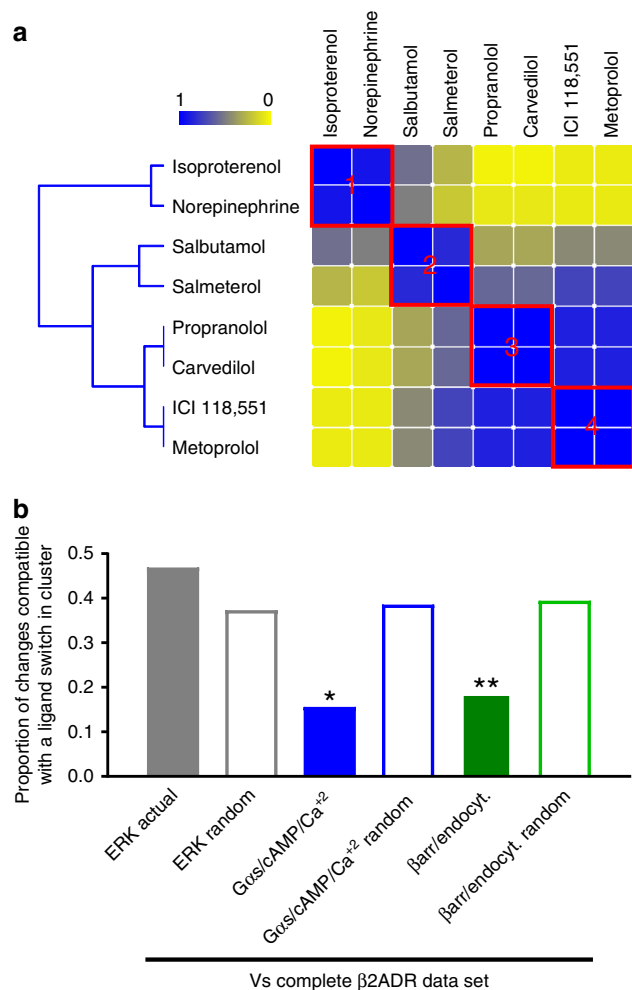 a
1 0
Isoproterenol
Norepinephrine
Salbutamol
Salmeterol
Propranolol
Carvedilol
ICI 118,551
Metoprolol
Isoproterenol
Norepinephrine
Salbutamol
Salmeterol
Propranolol
Carvedilol
ICI 118,551
Metoprolol
1
2
3
4
b
Proportion of changes compatible
with a ligand switch in cluster
0.5
0.4
0.2
0.1
0.0
*
**
ERK actual
ERK random
Gαs/cAMP/Ca+2
Gαs/cAMP/Ca+2 random
βarr/endocyt.
βarr/endocyt. random
Vs complete β2ADR data set